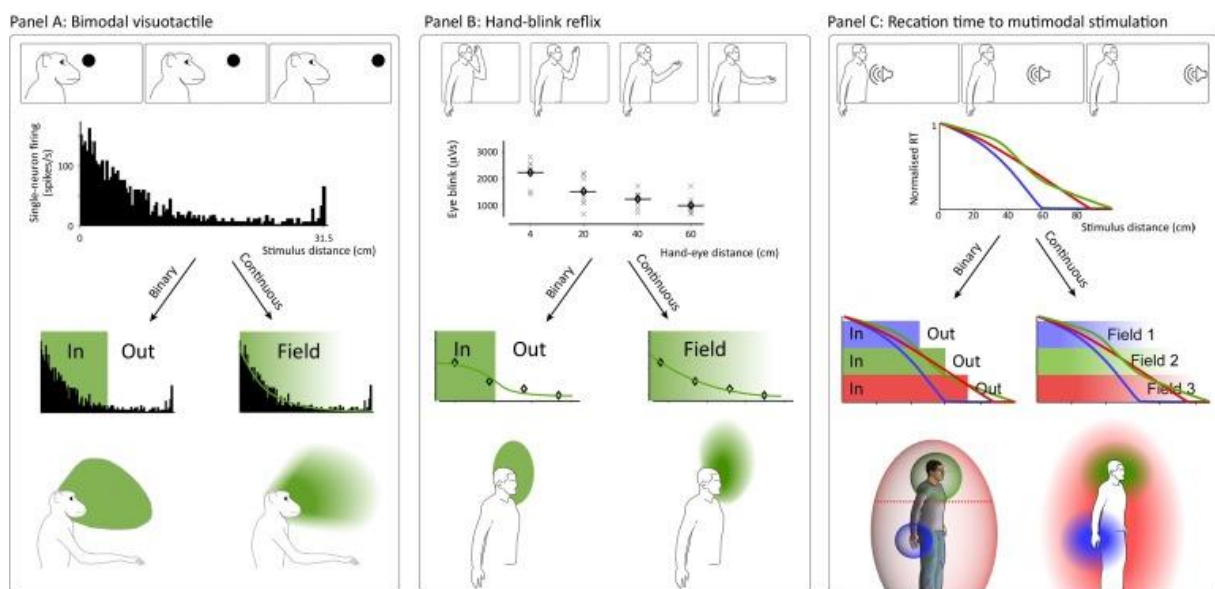 Panel A: Bimodal visuotactile
Single-neuron firing
(spikes/s)
100
0
0
31.5
Stimulus distance (cm)
Binary
Continuous
In
Out
Field
Panel B: Hand-blink reflix
Eye blink (μVs)
3000
2000
1000
4
20
40
60
Hand-eye distance (cm)
Binary
Continuous
In
Out
Field
Panel C: Recation time to mutimodal stimulation
Normalised RT
1
0
20
40
60
80
Stimulus distance (cm)
Binary
Continuous
In
Out
In
Out
In
Out
Field 1
Field 2
Field 3